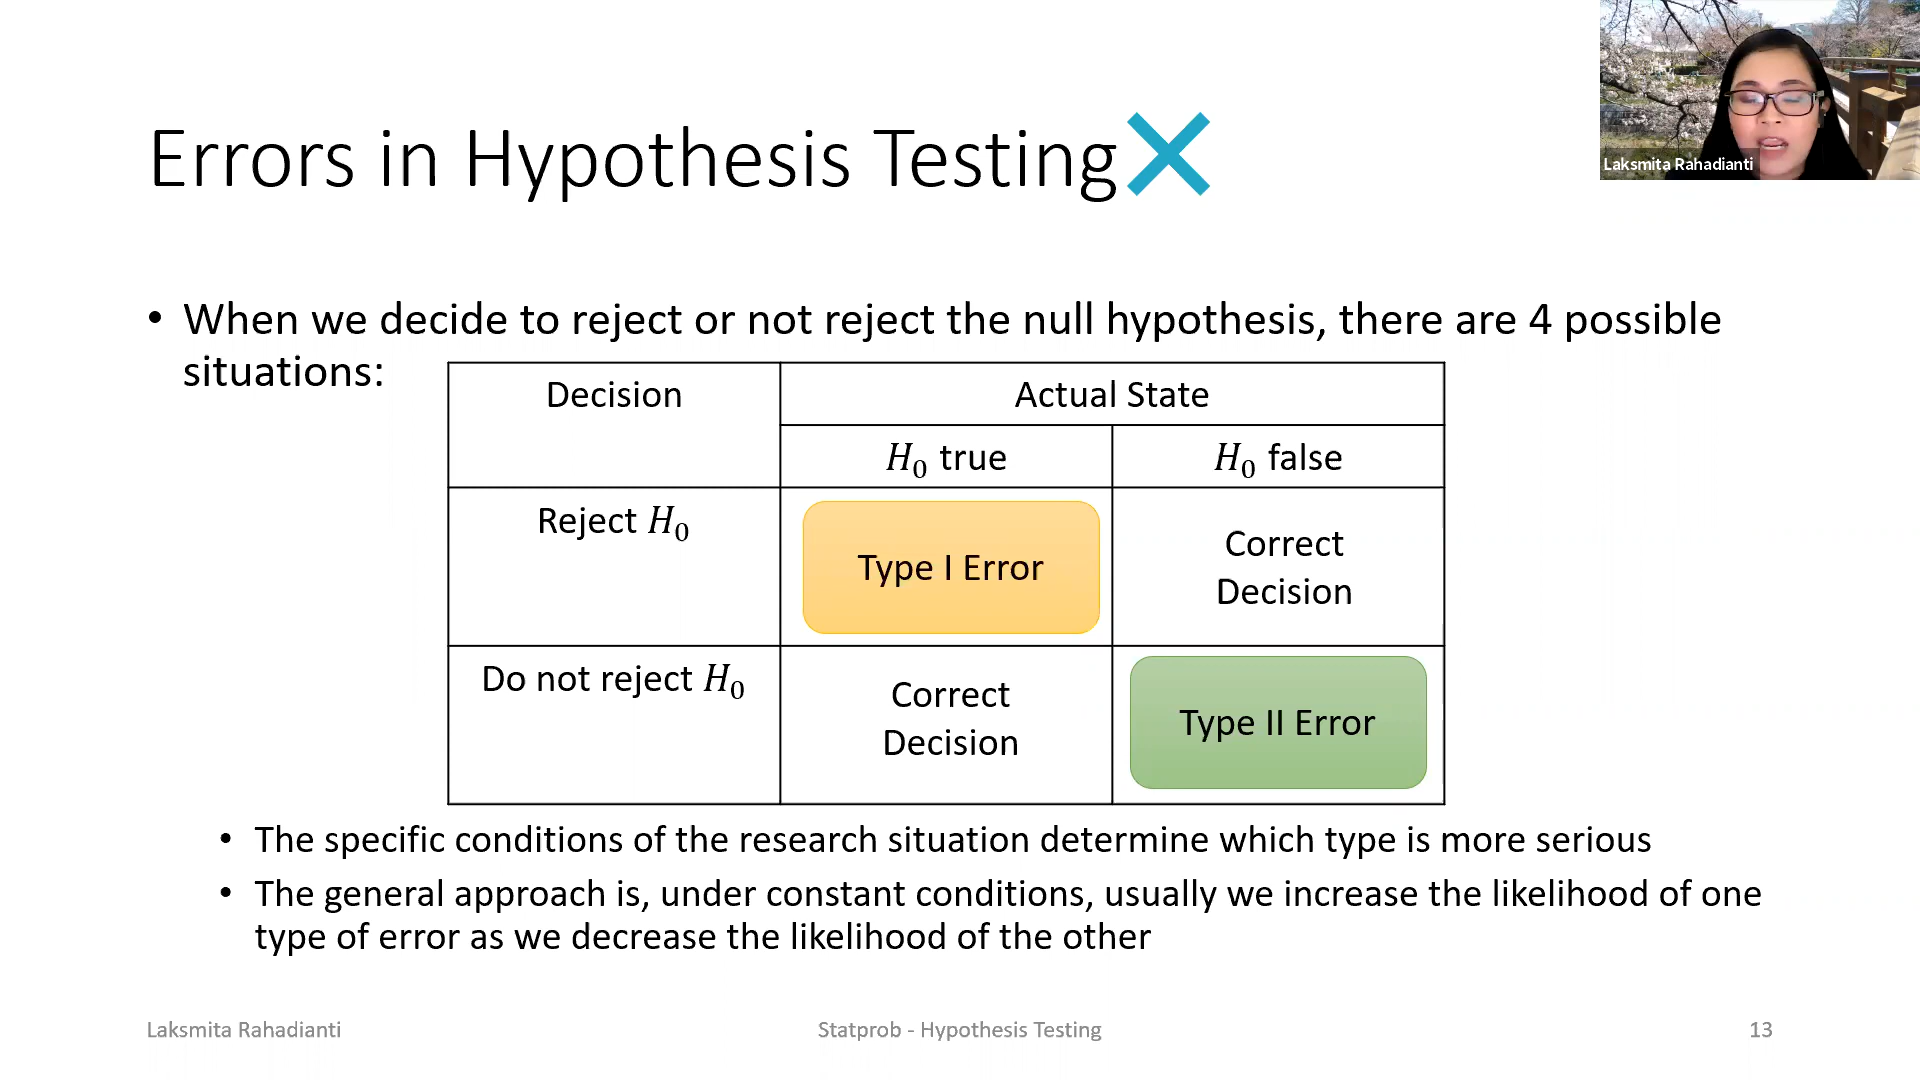 Errors in Hypothesis Testing
Laksmita Rahadianti
• When we decide to reject or not reject the null hypothesis, there are 4 possible
situations:
Decision
Actual State
H₀ true
H₀ false
Reject H₀
Type I Error
Correct
Decision
Do not reject H₀
Correct
Decision
Type II Error
• The specific conditions of the research situation determine which type is more serious
• The general approach is, under constant conditions, usually we increase the likelihood of one
type of error as we decrease the likelihood of the other
Laksmita Rahadianti
Statprob - Hypothesis Testing
13